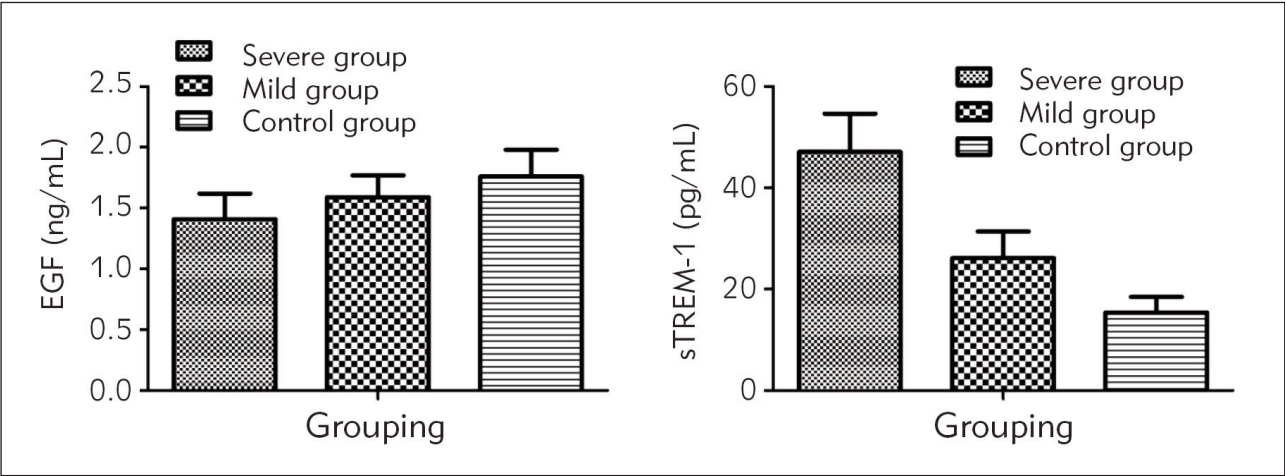 Severe group
Mild group
Control group
EGF (ng/mL)
2.5
2.0
1.5
1.0
0.5
0.0
Grouping
Severe group
Mild group
Control group
sTREM-1 (pg/mL)
60
40
20
0
Grouping